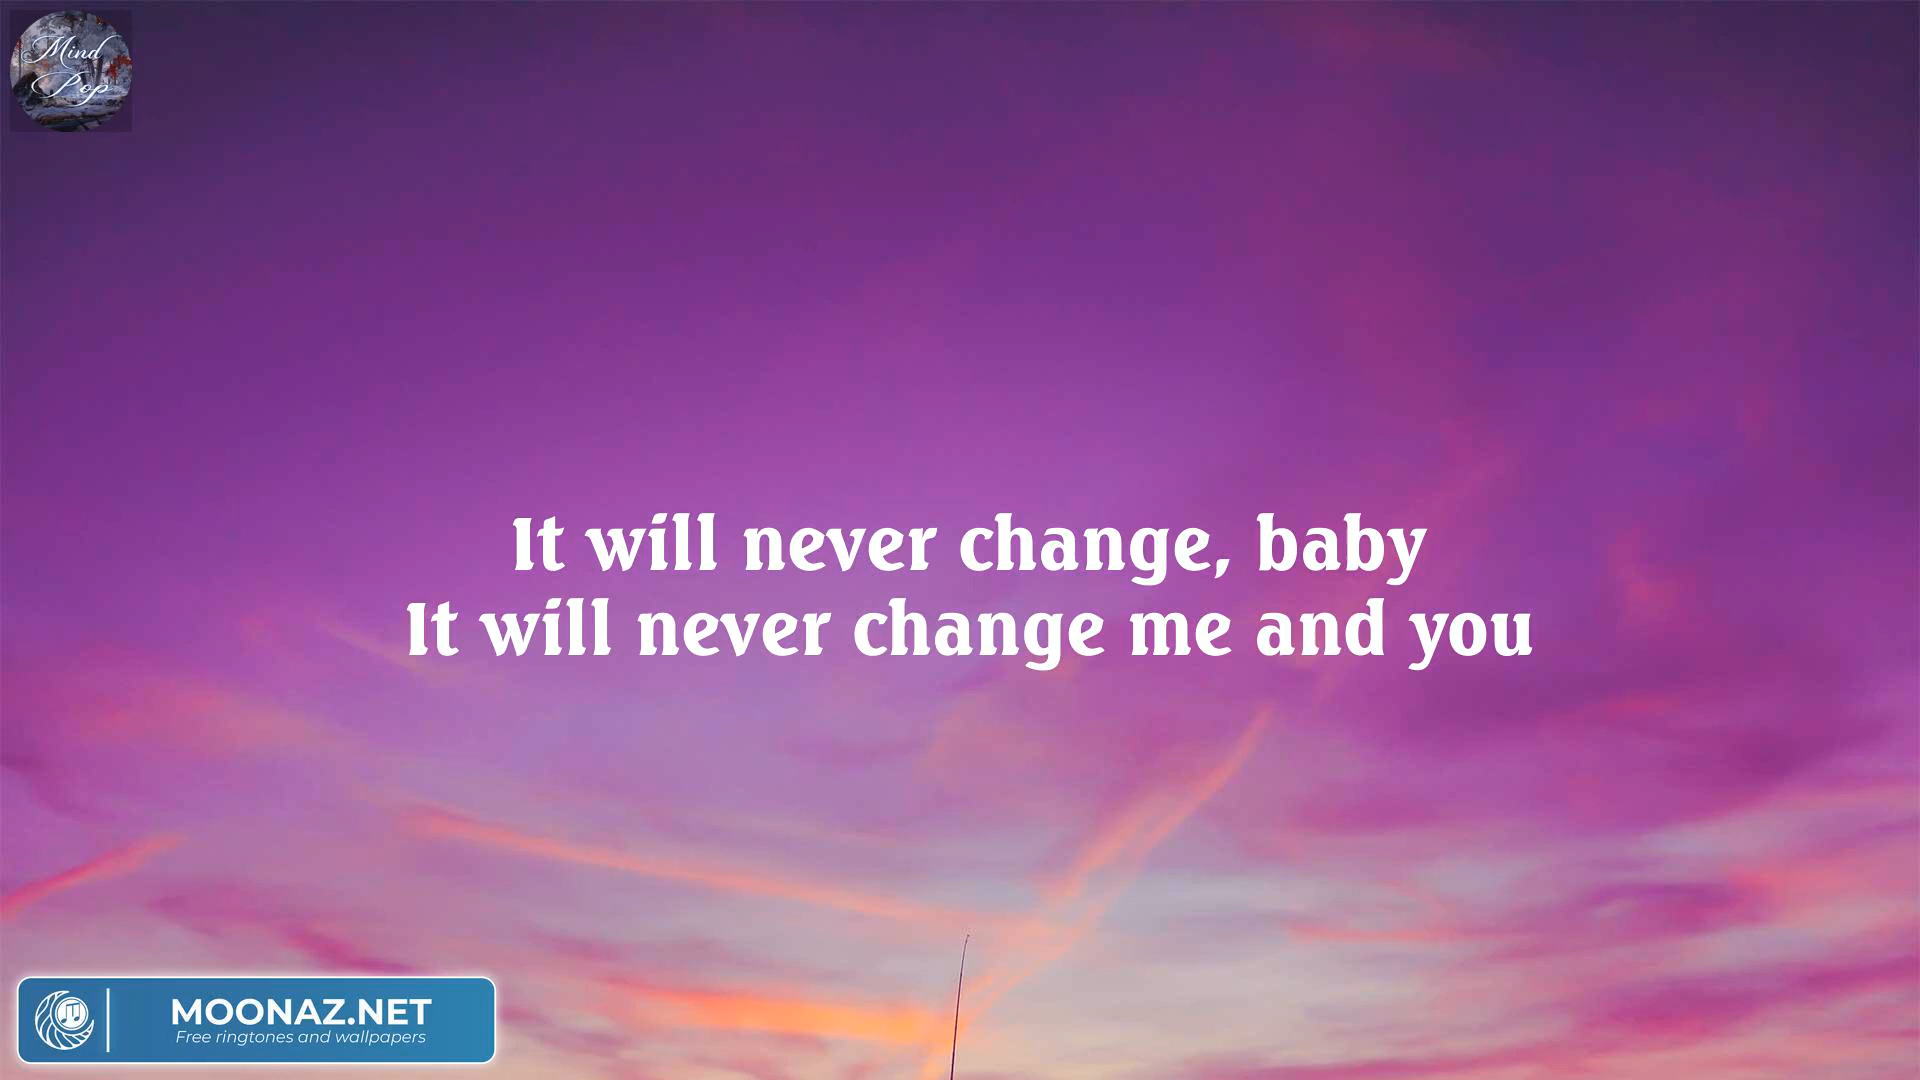 Mind
Pop
It will never change, baby
It will never change me and you
MOONAZ.NET
Free ringtones and wallpapers